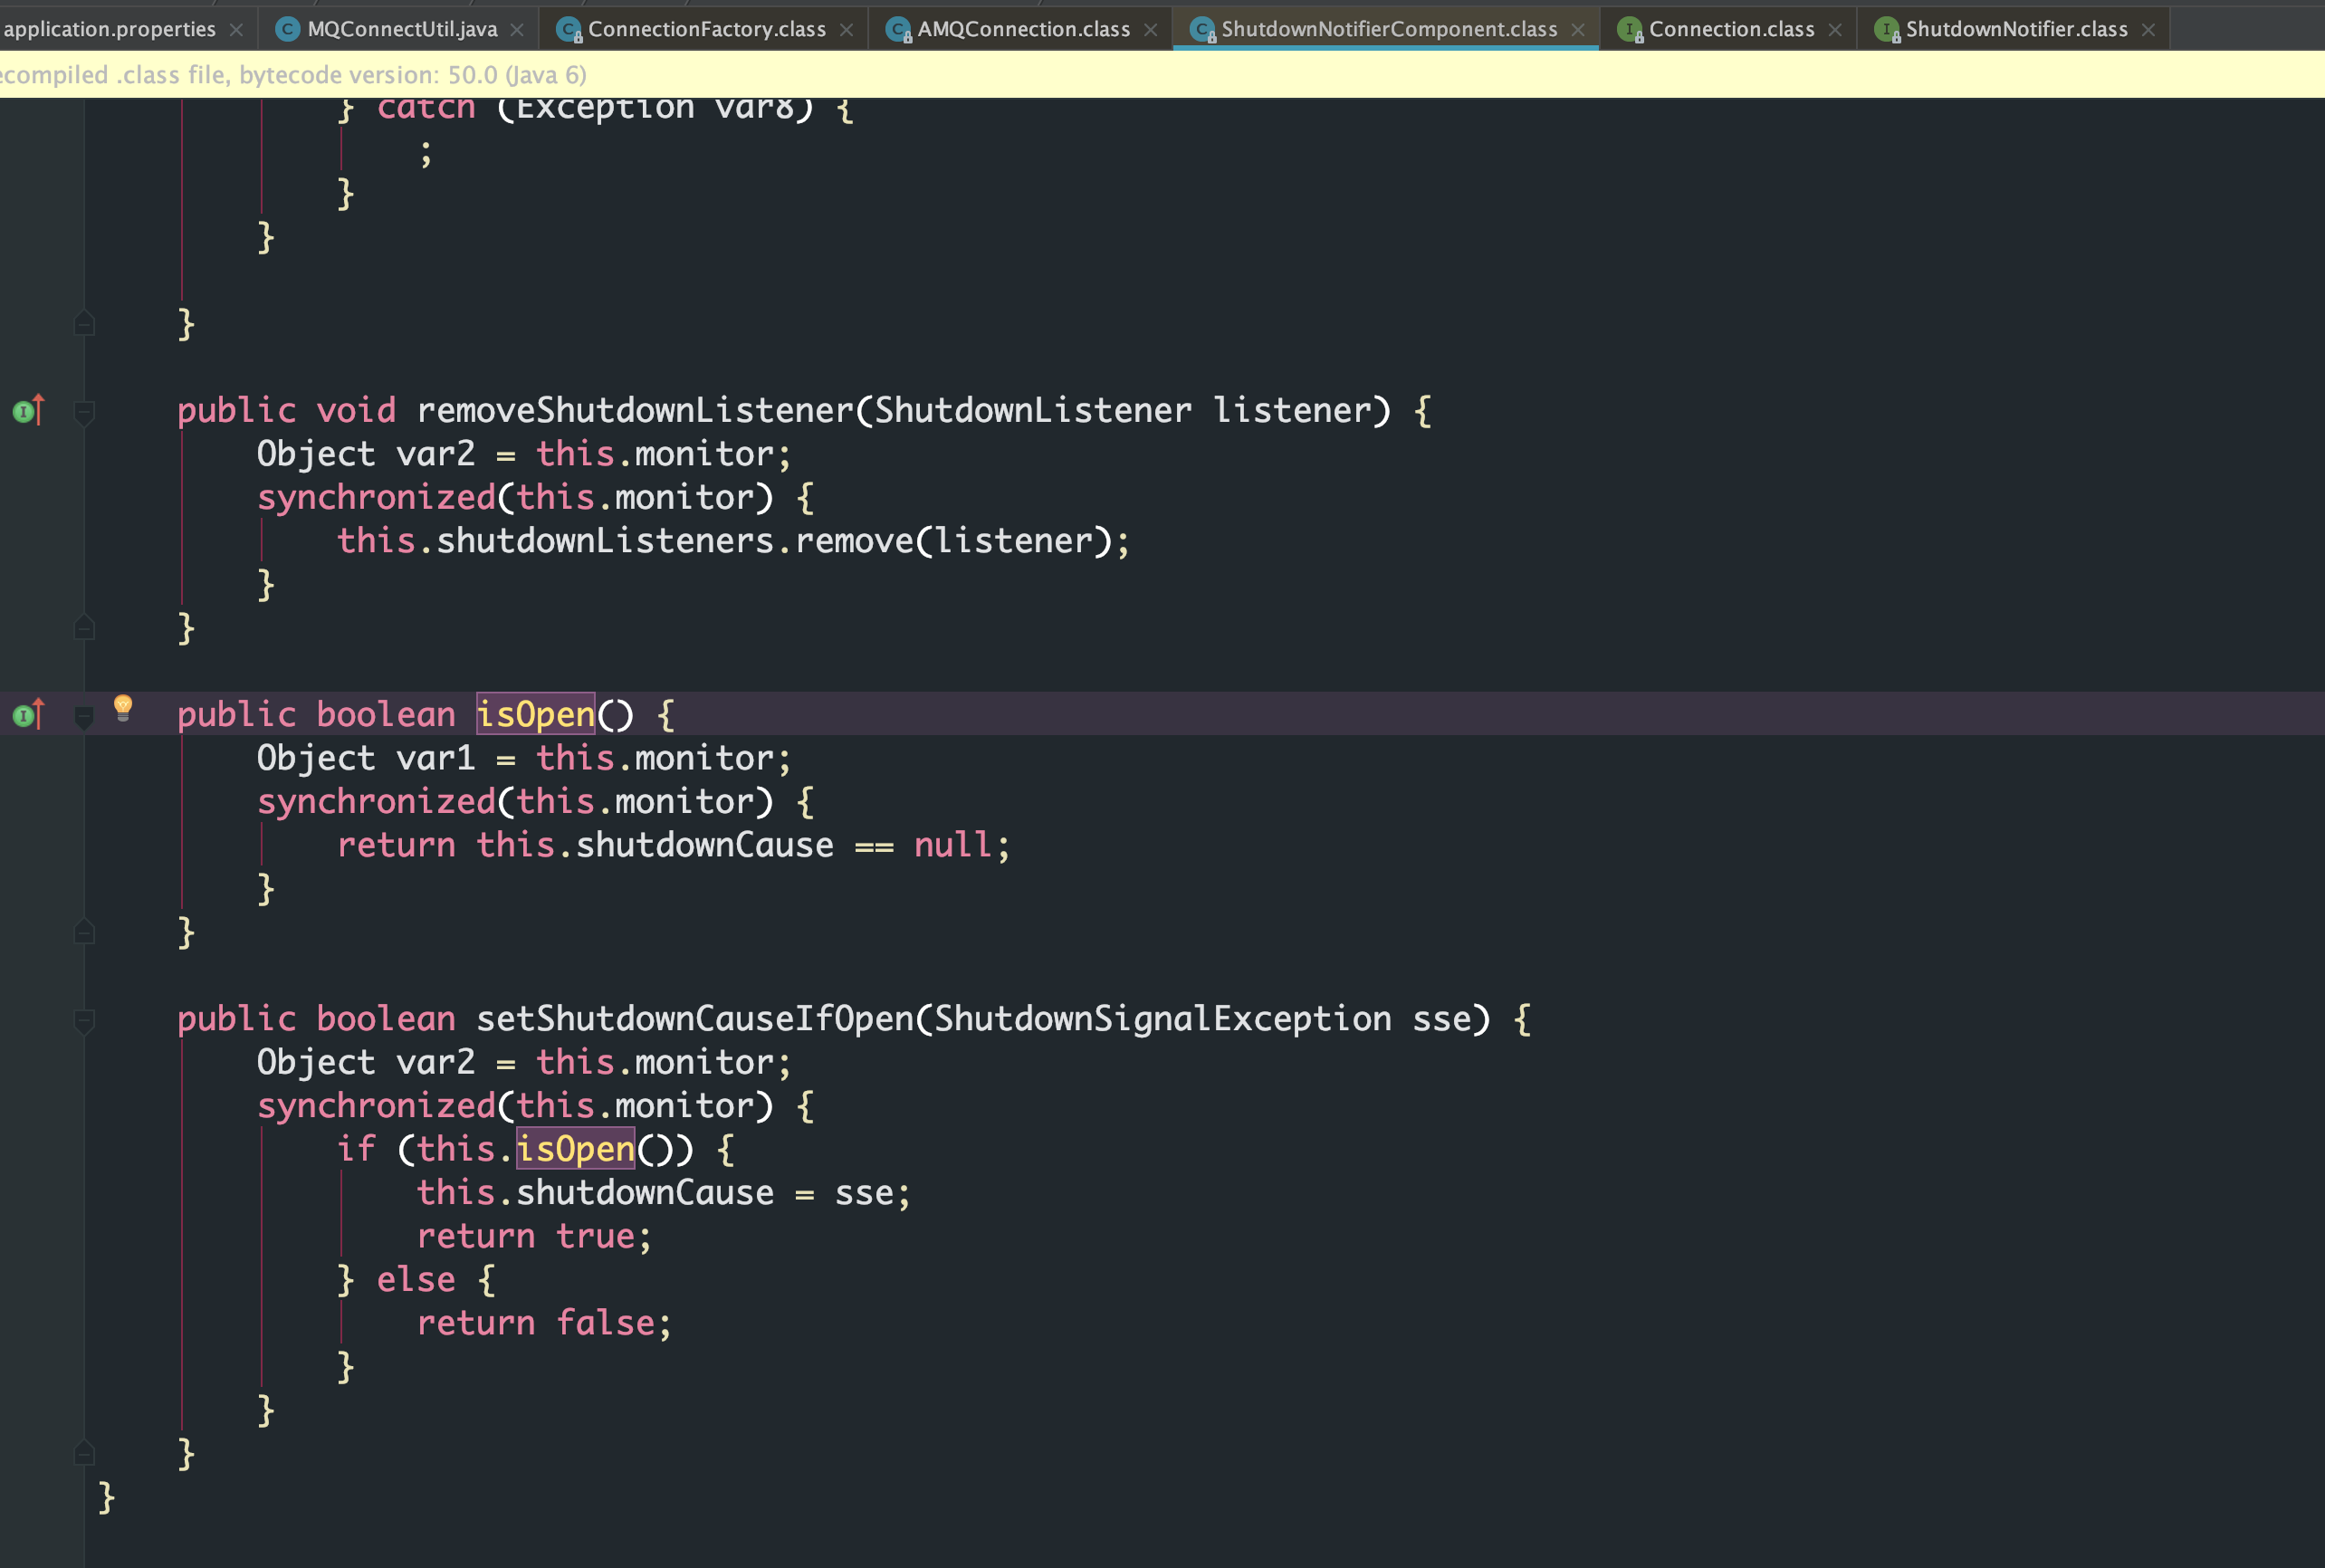 application.properties MQConnectUtil.java ConnectionFactory.class AMQConnection.class ShutdownNotifierComponent.class Connection.class ShutdownNotifier.class
ecompiled .class file, bytecode version: 50.0 (Java 6)
} catch (Exception var8) {
;
}
}
}
public void removeShutdownListener(ShutdownListener listener) {
Object var2 = this.monitor;
synchronized(this.monitor) {
this.shutdownListeners.remove(listener);
}
}
public boolean isOpen() {
Object var1 = this.monitor;
synchronized(this.monitor) {
return this.shutdownCause == null;
}
}
public boolean setShutdownCauseIfOpen(ShutdownSignalException sse) {
Object var2 = this.monitor;
synchronized(this.monitor) {
if (this.isOpen()) {
this.shutdownCause = sse;
return true;
} else {
return false;
}
}
}
}